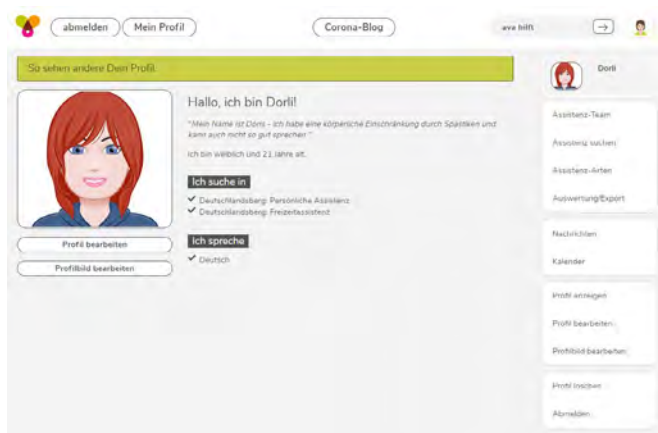 abmelden
Mein Profil
Corona-Blog
ava hilft
So sehen andere Dein Profil
Dorli
Hallo, ich bin Dorli!
"Mein Name ist Doris - Ich habe eine körperliche Einschränkung durch Spastiken und
kann auch nicht so gut sprechen."
Ich bin weiblich und 21 Jahre alt.
Ich suche in
Deutschlandsberg: Persönliche Assistenz
Deutschlandsberg: Freizeitassistenz
Ich spreche
Deutsch
Profil bearbeiten
Profilbild bearbeiten
Assistenz-Team
Assistenz suchen
Assistenz-Arten
Auswertung/Export
Nachrichten
Kalender
Profil anzeigen
Profil bearbeiten
Profilbild bearbeiten
Profil löschen
Abmelden